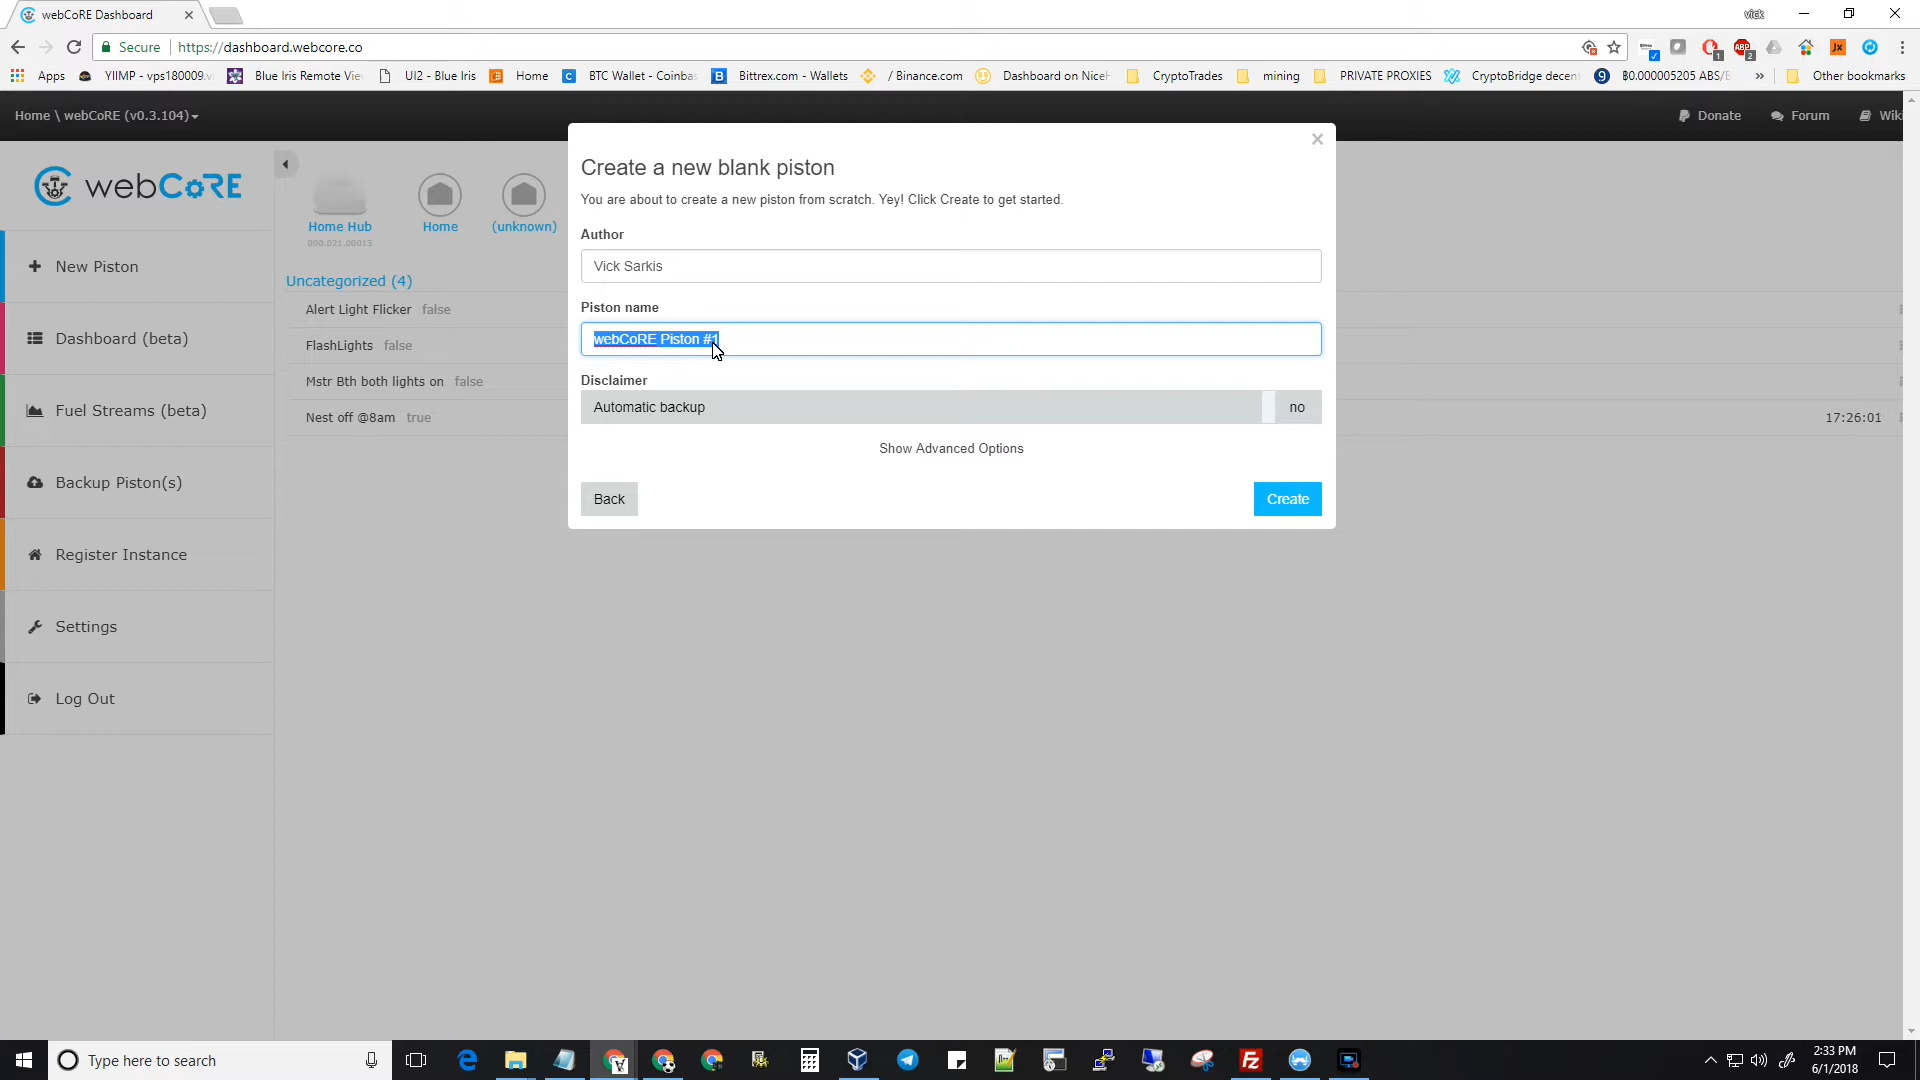 webCoRE Dashboard
vick
Secure https://dashboard.webcore.co
Apps YIIMP - vps180009.v Blue Iris Remote Vie UI2 - Blue Iris Home BTC Wallet - Coinbas Bittrex.com - Wallets / Binance.com Dashboard on NiceH CryptoTrades mining PRIVATE PROXIES CryptoBridge decent ฿0.000005205 ABS/฿ » Other bookmarks
Home \ webCoRE (v0.3.104)
Donate Forum Wiki
webCoRE
Home Hub
000.021.00013
Home
(unknown)
New Piston
Dashboard (beta)
Fuel Streams (beta)
Backup Piston(s)
Register Instance
Settings
Log Out
Uncategorized (4)
Alert Light Flicker false
FlashLights false
Mstr Bth both lights on false
Nest off @8am true
17:26:01
Create a new blank piston
You are about to create a new piston from scratch. Yey! Click Create to get started.
Author
Vick Sarkis
Piston name
webCoRE Piston #1
Disclaimer
Automatic backup no
Show Advanced Options
Back Create
Type here to search
2:33 PM
6/1/2018